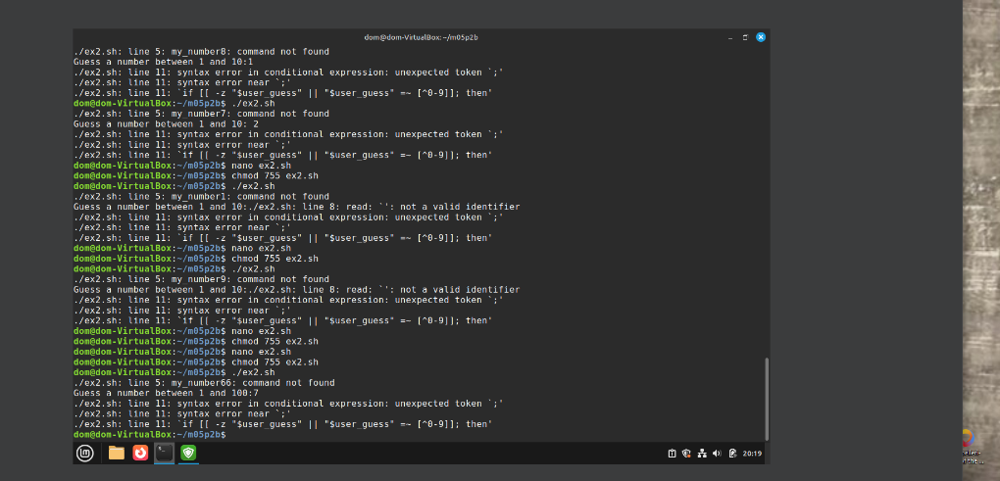 dom@dom-VirtualBox: ~/m05p2b
./ex2.sh: line 5: my_number8: command not found
Guess a number between 1 and 10:1
./ex2.sh: line 11: syntax error in conditional expression: unexpected token `;'
./ex2.sh: line 11: syntax error near `;'
./ex2.sh: line 11: `if [[ -z "$user_guess" || "$user_guess" =~ [^0-9]]; then'
dom@dom-VirtualBox:~/m05p2b$ ./ex2.sh
./ex2.sh: line 5: my_number7: command not found
Guess a number between 1 and 10: 2
./ex2.sh: line 11: syntax error in conditional expression: unexpected token `;'
./ex2.sh: line 11: syntax error near `;'
./ex2.sh: line 11: `if [[ -z "$user_guess" || "$user_guess" =~ [^0-9]]; then'
dom@dom-VirtualBox:~/m05p2b$ nano ex2.sh
dom@dom-VirtualBox:~/m05p2b$ chmod 755 ex2.sh
dom@dom-VirtualBox:~/m05p2b$ ./ex2.sh
./ex2.sh: line 5: my_number1: command not found
Guess a number between 1 and 10:./ex2.sh: line 8: read: `': not a valid identifier
./ex2.sh: line 11: syntax error in conditional expression: unexpected token `;'
./ex2.sh: line 11: syntax error near `;'
./ex2.sh: line 11: `if [[ -z "$user_guess" || "$user_guess" =~ [^0-9]]; then'
dom@dom-VirtualBox:~/m05p2b$ nano ex2.sh
dom@dom-VirtualBox:~/m05p2b$ chmod 755 ex2.sh
dom@dom-VirtualBox:~/m05p2b$ ./ex2.sh
./ex2.sh: line 5: my_number9: command not found
Guess a number between 1 and 10:./ex2.sh: line 8: read: `': not a valid identifier
./ex2.sh: line 11: syntax error in conditional expression: unexpected token `;'
./ex2.sh: line 11: syntax error near `;'
./ex2.sh: line 11: `if [[ -z "$user_guess" || "$user_guess" =~ [^0-9]]; then'
dom@dom-VirtualBox:~/m05p2b$ nano ex2.sh
dom@dom-VirtualBox:~/m05p2b$ chmod 755 ex2.sh
dom@dom-VirtualBox:~/m05p2b$ nano ex2.sh
dom@dom-VirtualBox:~/m05p2b$ chmod 755 ex2.sh
dom@dom-VirtualBox:~/m05p2b$ ./ex2.sh
./ex2.sh: line 5: my_number66: command not found
Guess a number between 1 and 100:7
./ex2.sh: line 11: syntax error in conditional expression: unexpected token `;'
./ex2.sh: line 11: syntax error near `;'
./ex2.sh: line 11: `if [[ -z "$user_guess" || "$user_guess" =~ [^0-9]]; then'
dom@dom-VirtualBox:~/m05p2b$
20:19